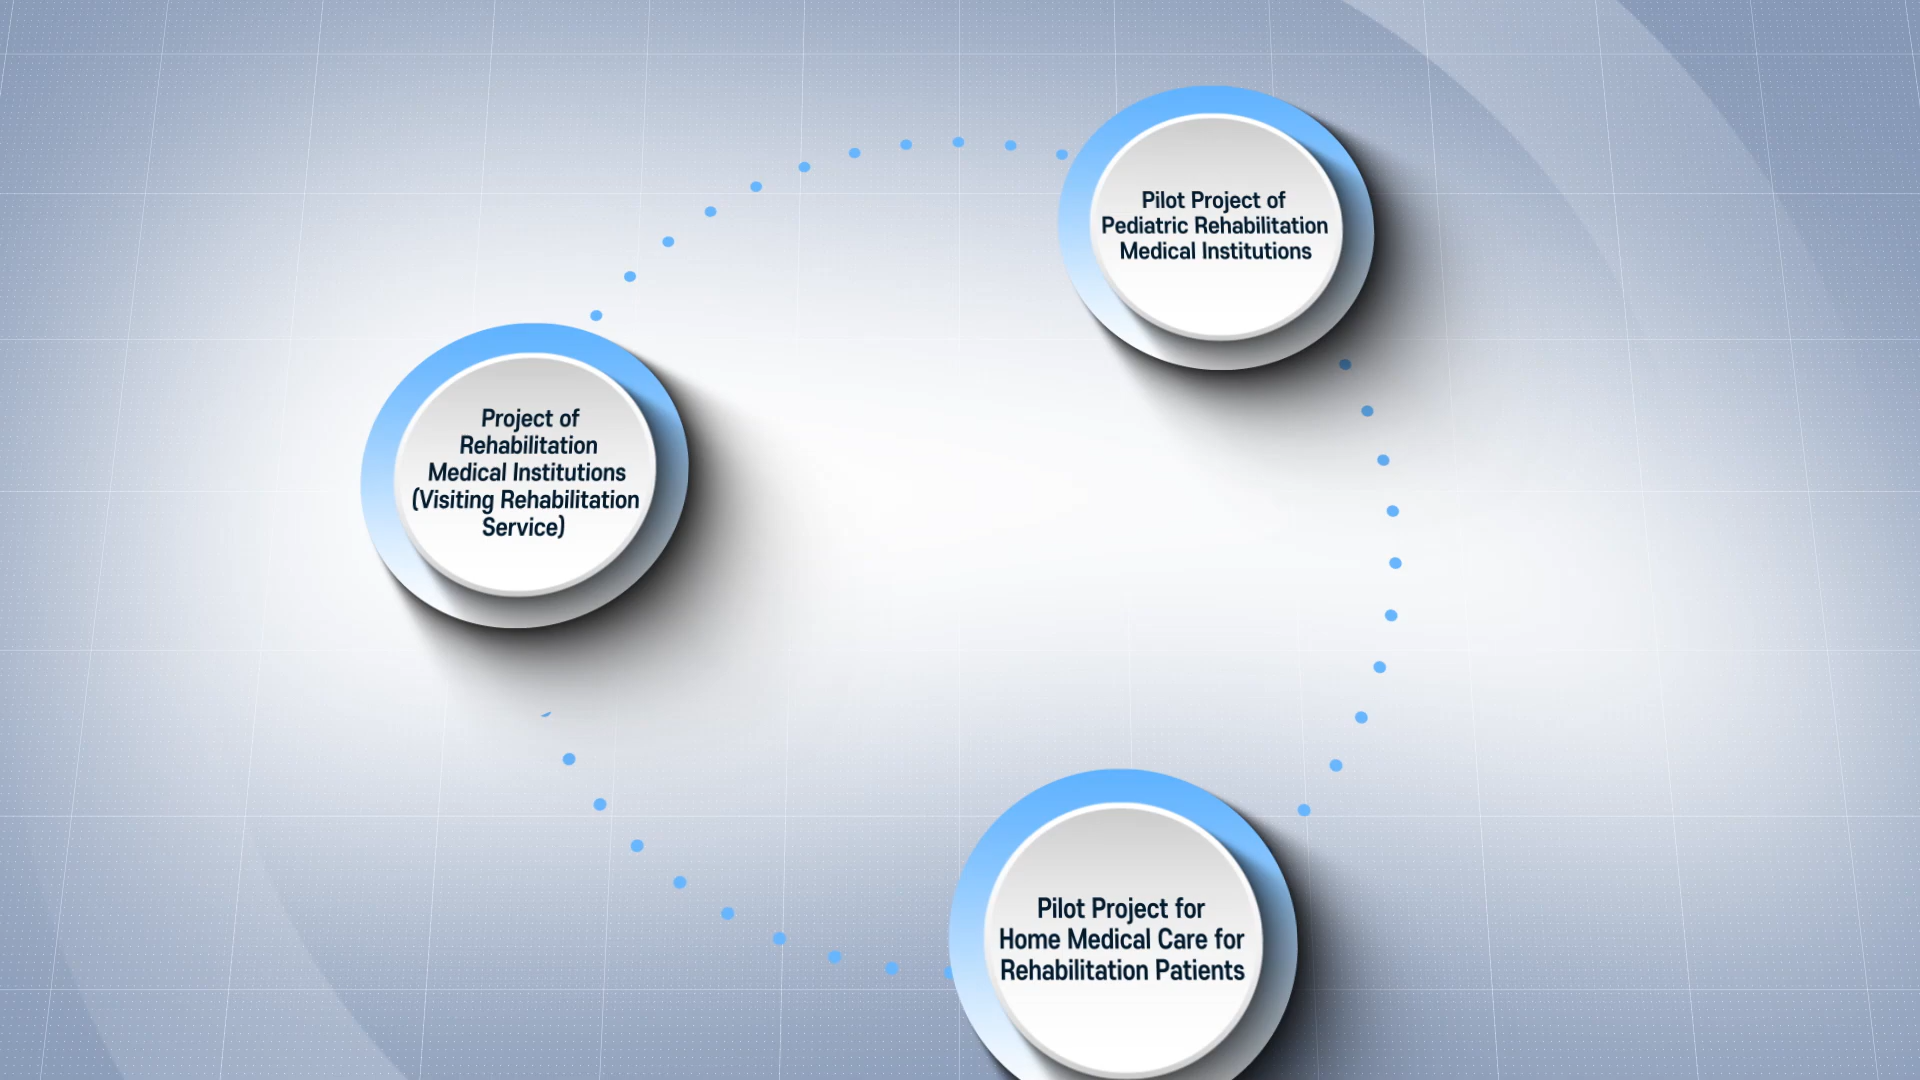 Pilot Project of
Pediatric Rehabilitation
Medical Institutions
Project of
Rehabilitation
Medical Institutions
(Visiting Rehabilitation
Service)
Pilot Project for
Home Medical Care for
Rehabilitation Patients